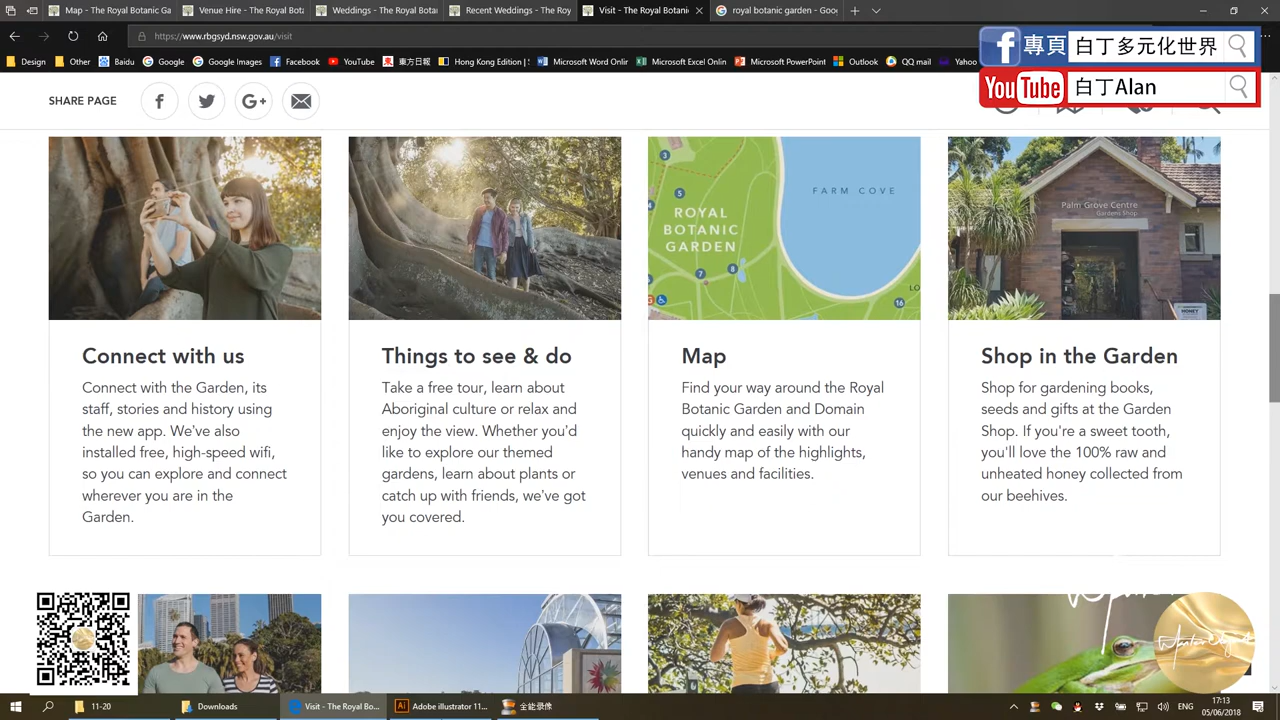 Map - The Royal Botanic Ga
Venue Hire - The Royal Bota
Weddings - The Royal Botan
Recent Weddings - The Roy
Visit - The Royal Botanic
royal botanic garden - Goog
https://www.rbgsyd.nsw.gov.au/visit
Design
Other
Baidu
Google
Google Images
Facebook
YouTube
東方日報
Hong Kong Edition | S
Microsoft Word Onlin
Microsoft Excel Onlin
Microsoft PowerPoint
Outlook
Yahoo
專頁
白丁多元化世界
YouTube
白丁Alan
SHARE PAGE
FARM COVE
ROYAL
BOTANIC
GARDEN
3
5
7
8
16
Palm Grove Centre
Gardens Shop
HONEY
Connect with us
Connect with the Garden, its
staff, stories and history using
the new app. We've also
installed free, high-speed wifi,
so you can explore and connect
wherever you are in the
Garden.
Things to see & do
Take a free tour, learn about
Aboriginal culture or relax and
enjoy the view. Whether you'd
like to explore our themed
gardens, learn about plants or
catch up with friends, we've got
you covered.
Map
Find your way around the Royal
Botanic Garden and Domain
quickly and easily with our
handy map of the highlights,
venues and facilities.
Shop in the Garden
Shop for gardening books,
seeds and gifts at the Garden
Shop. If you're a sweet tooth,
you'll love the 100% raw and
unheated honey collected from
our beehives.
11-20
Downloads
Visit - The Royal Bo...
Adobe illustrator 11...
全能录像
ENG
17:13
05/06/2018